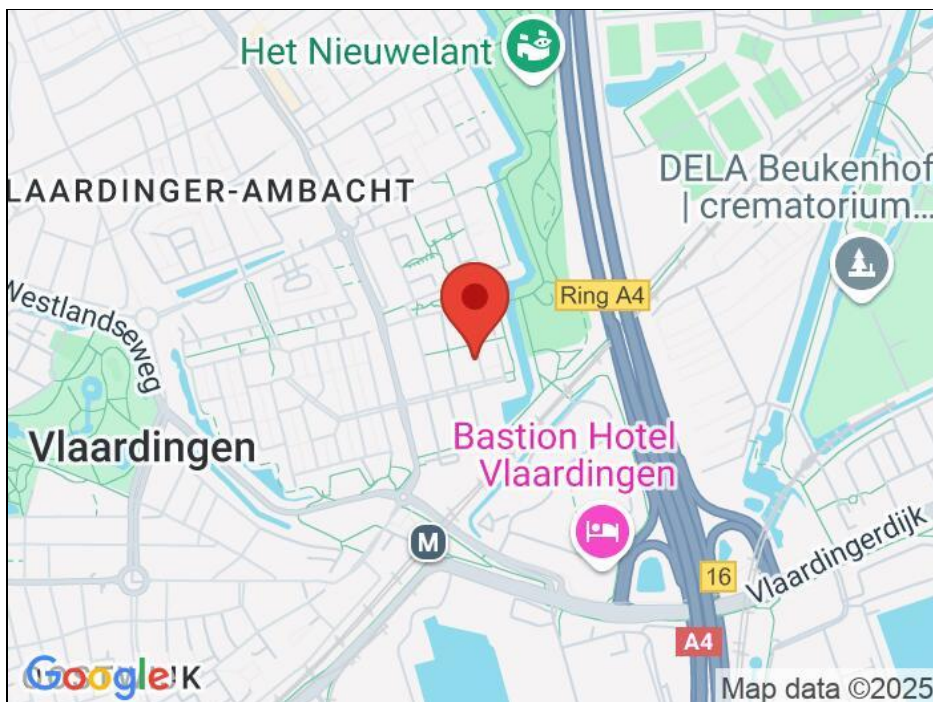 Het Nieuwelant
LAARDINGER-AMBACHT
DELA Beukenhof
| crematorium...
Westlandseweg
Ring A4
Vlaardingen
Bastion Hotel
Vlaardingen
M
16
Vlaardingerdijk
A4
Google
Map data ©2025